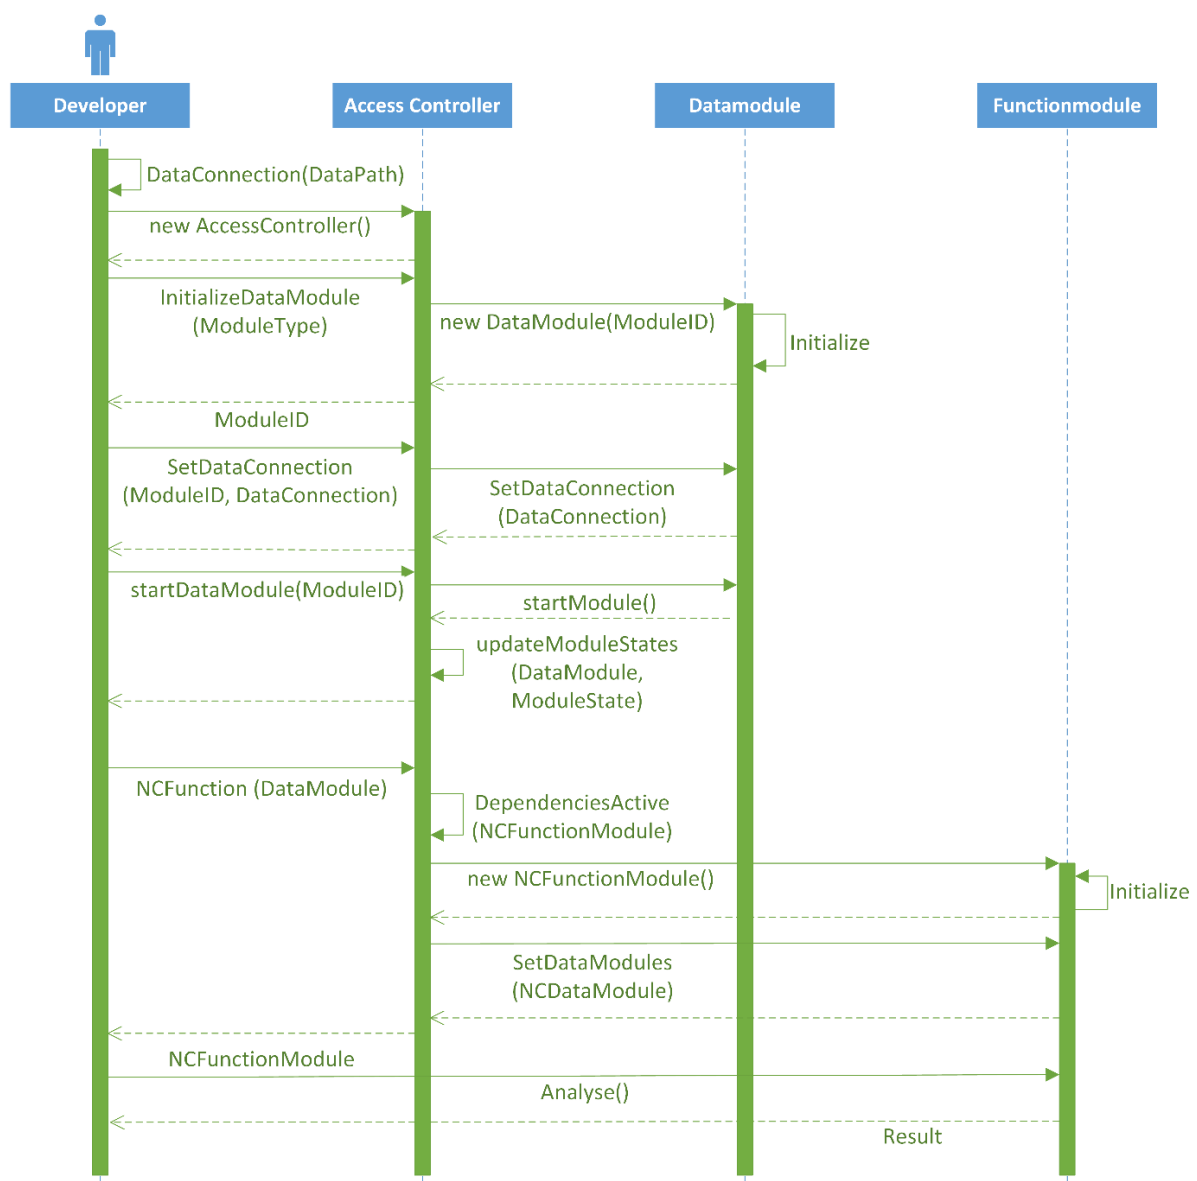 Developer
Access Controller
Datamodule
Functionmodule
DataConnection(DataPath)
new AccessController()
InitializeDataModule
(ModuleType)
new DataModule(ModuleID)
Initialize
ModuleID
SetDataConnection
(ModuleID, DataConnection)
SetDataConnection
(DataConnection)
startDataModule(ModuleID)
startModule()
updateModuleStates
(DataModule,
ModuleState)
NCFunction (DataModule)
DependenciesActive
(NCFunctionModule)
new NCFunctionModule()
Initialize
SetDataModules
(NCDataModule)
NCFunctionModule
Analyse()
Result